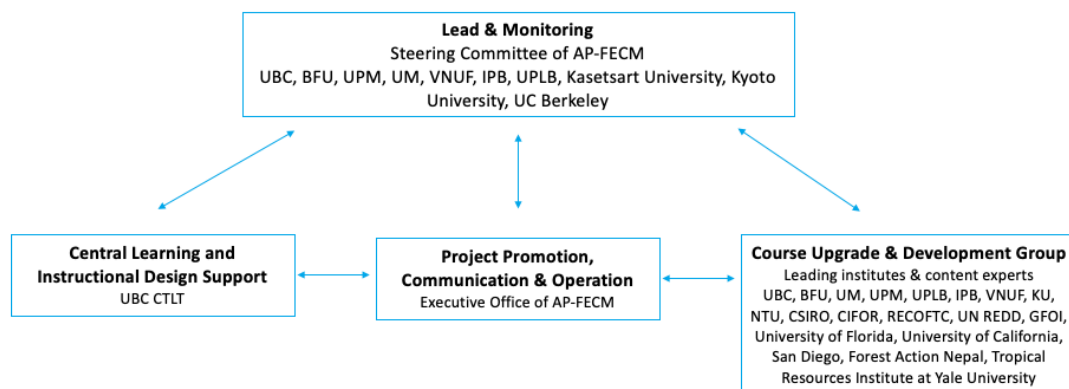 Lead & Monitoring
Steering Committee of AP-FECM
UBC, BFU, UPM, UM, VNUF, IPB, UPLB, Kasetsart University, Kyoto
University, UC Berkeley
Central Learning and
Instructional Design Support
UBC CTLT
Project Promotion,
Communication & Operation
Executive Office of AP-FECM
Course Upgrade & Development Group
Leading institutes & content experts
UBC, BFU, UM, UPM, UPLB, IPB, VNUF, KU,
NTU, CSIRO, CIFOR, RECOFTC, UN REDD, GFOI,
University of Florida, University of California,
San Diego, Forest Action Nepal, Tropical
Resources Institute at Yale University